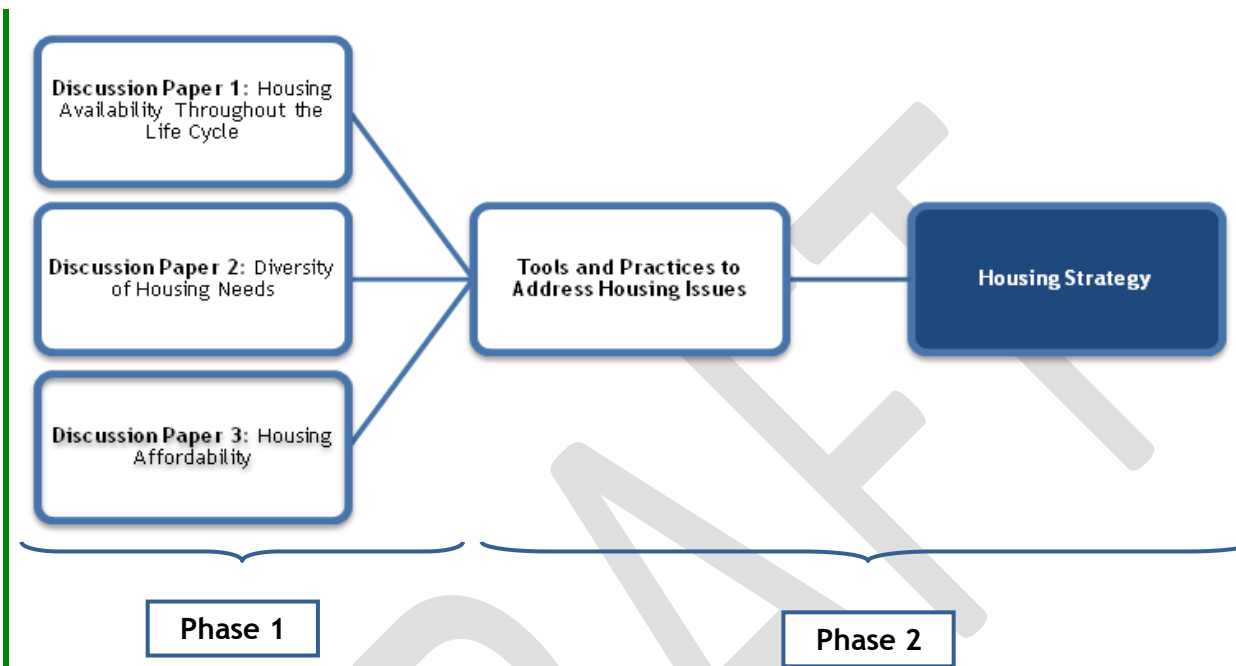 Discussion Paper 1: Housing
Availability Throughout the
Life Cycle
Discussion Paper 2: Diversity
of Housing Needs
Discussion Paper 3: Housing
Affordability
Tools and Practices to
Address Housing Issues
Housing Strategy
Phase 1
Phase 2
DRAFT